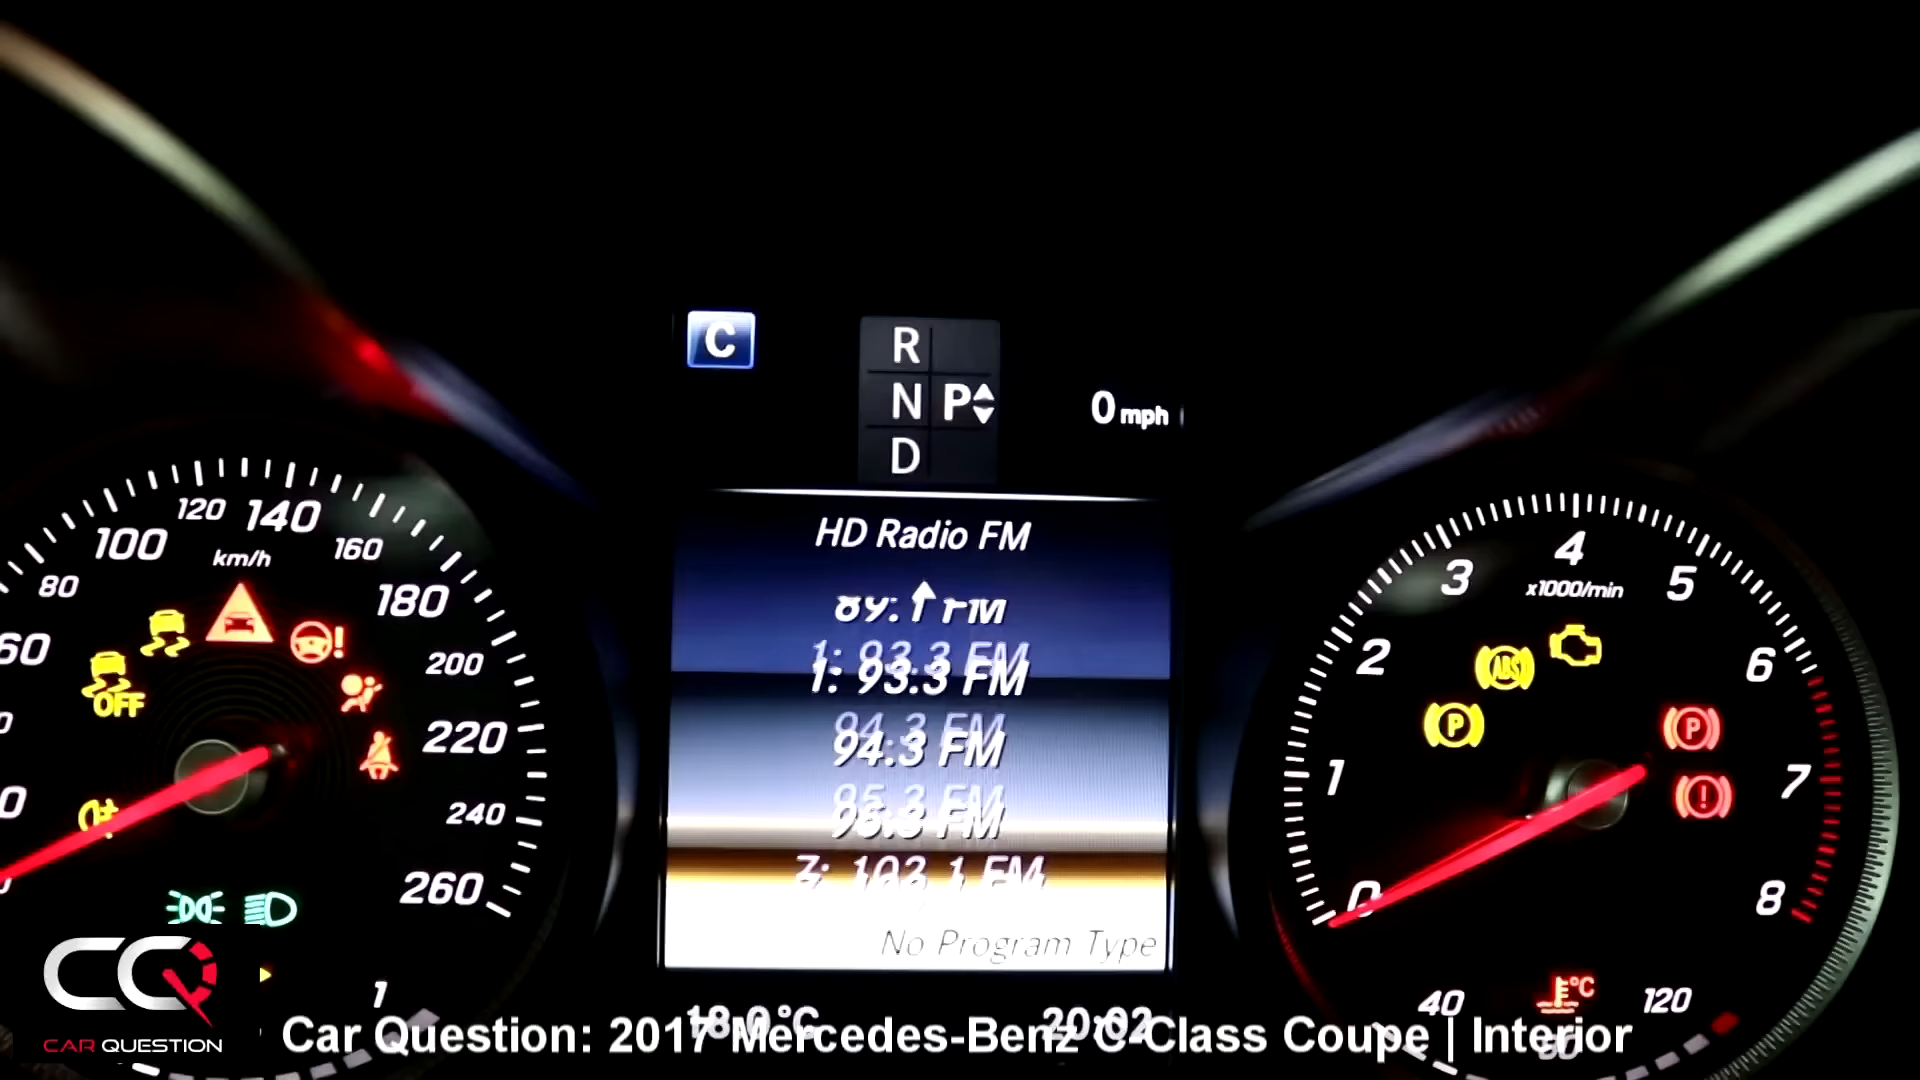 C
R
N P
D
0 mph
HD Radio FM
1: 93.3 FM
94.3 FM
95.3 FM
3: 102.1 FM
No Program Type
18.0°C
20:02
60
80
100
120
140
160
180
200
220
240
260
km/h
OFF
1
0
1
2
3
4
5
6
7
8
x1000/min
ABS
P
P
!
40
°C
120
80
CQ
CAR QUESTION
Car Question: 2017 Mercedes-Benz C-Class Coupe | Interior